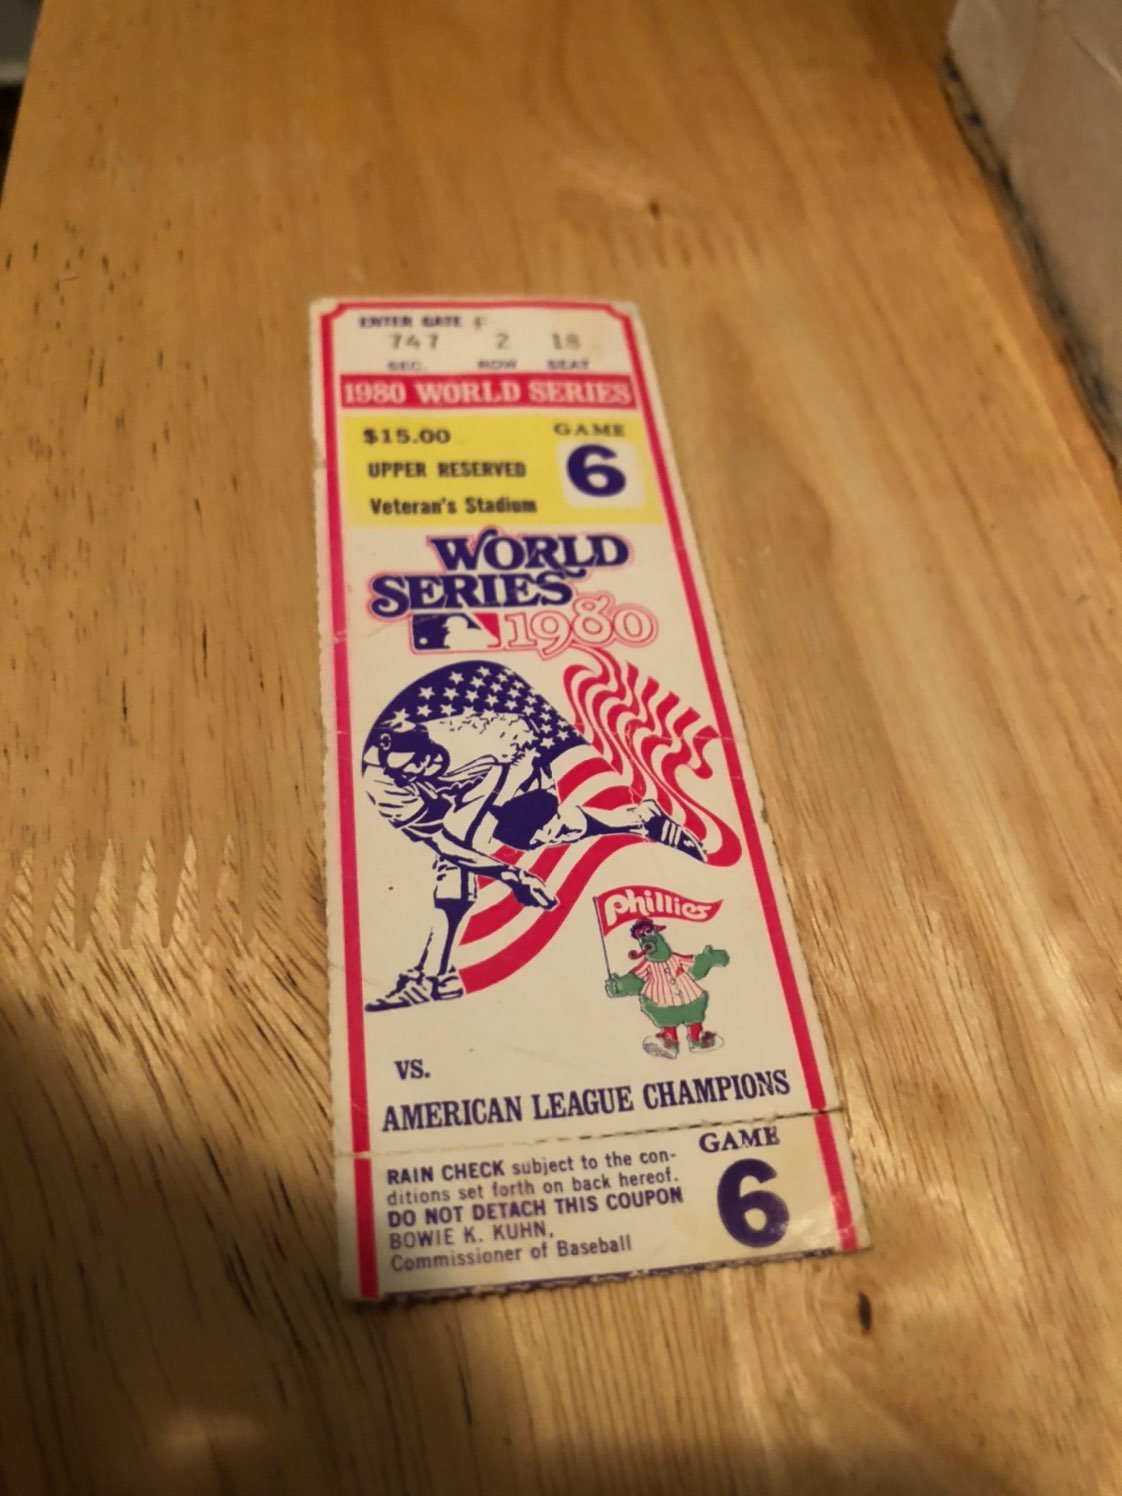 ENTER GATE F
747 2 18
SEC. ROW SEAT
1980 WORLD SERIES
$15.00
GAME
6
UPPER RESERVED
Veteran's Stadium
WORLD
SERIES
1980
Phillies
VS.
AMERICAN LEAGUE CHAMPIONS
RAIN CHECK subject to the con-
ditions set forth on back hereof.
DO NOT DETACH THIS COUPON
BOWIE K. KUHN,
Commissioner of Baseball
GAME
6